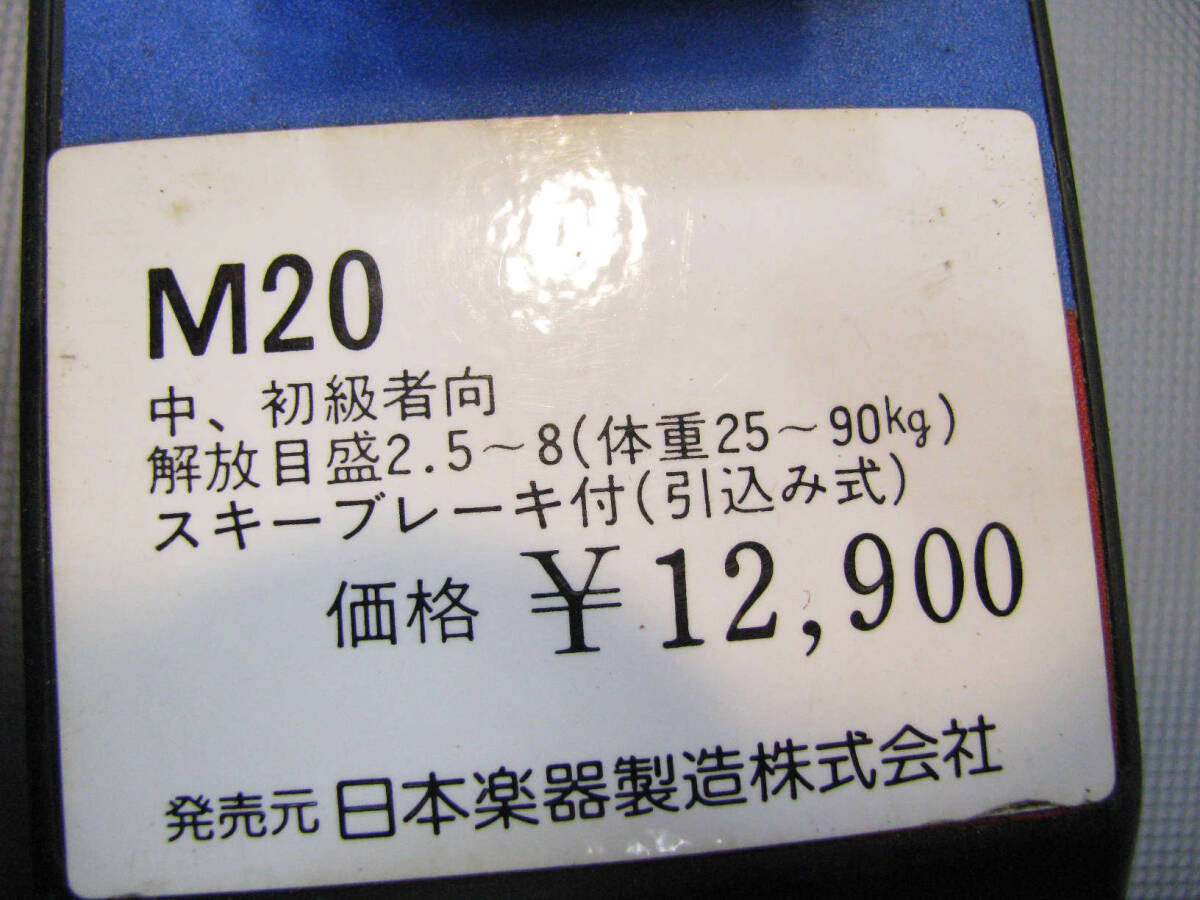 M20
中、初級者向
解放目盛2.5～8(体重25～90kg)
スキーブレーキ付(引込み式)
価格 ¥12,900
発売元 日本楽器製造株式会社